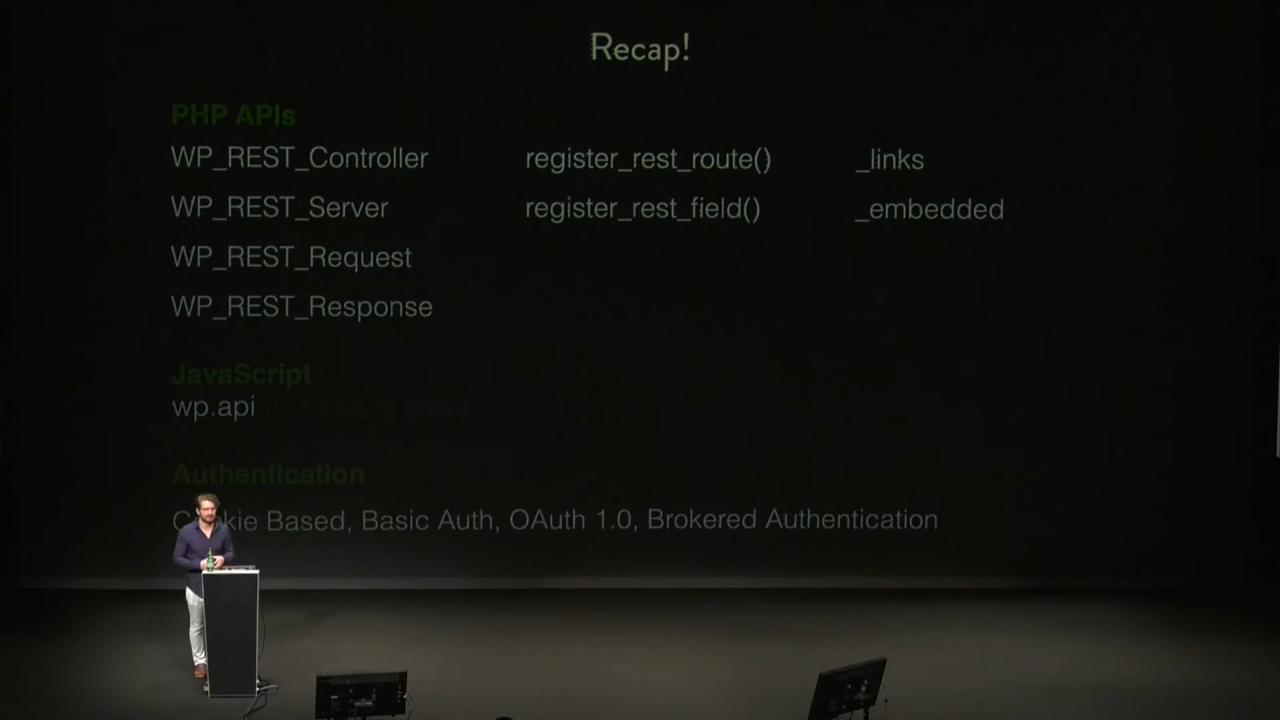 Recap!
PHP APIs
WP_REST_Controller register_rest_route() _links
WP_REST_Server register_rest_field() _embedded
WP_REST_Request
WP_REST_Response
JavaScript
wp.api
Authentication
Cookie Based, Basic Auth, OAuth 1.0, Brokered Authentication